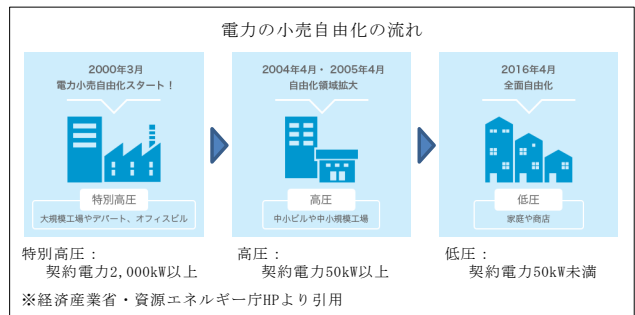 電力の小売自由化の流れ
2000年3月
電力小売自由化スタート！
特別高圧
大規模工場やデパート、オフィスビル
2004年4月・2005年4月
自由化領域拡大
高圧
中小ビルや中小規模工場
2016年4月
全面自由化
低圧
家庭や商店
特別高圧：
契約電力2,000kW以上
高圧：
契約電力50kW以上
低圧：
契約電力50kW未満
※経済産業省・資源エネルギー庁HPより引用